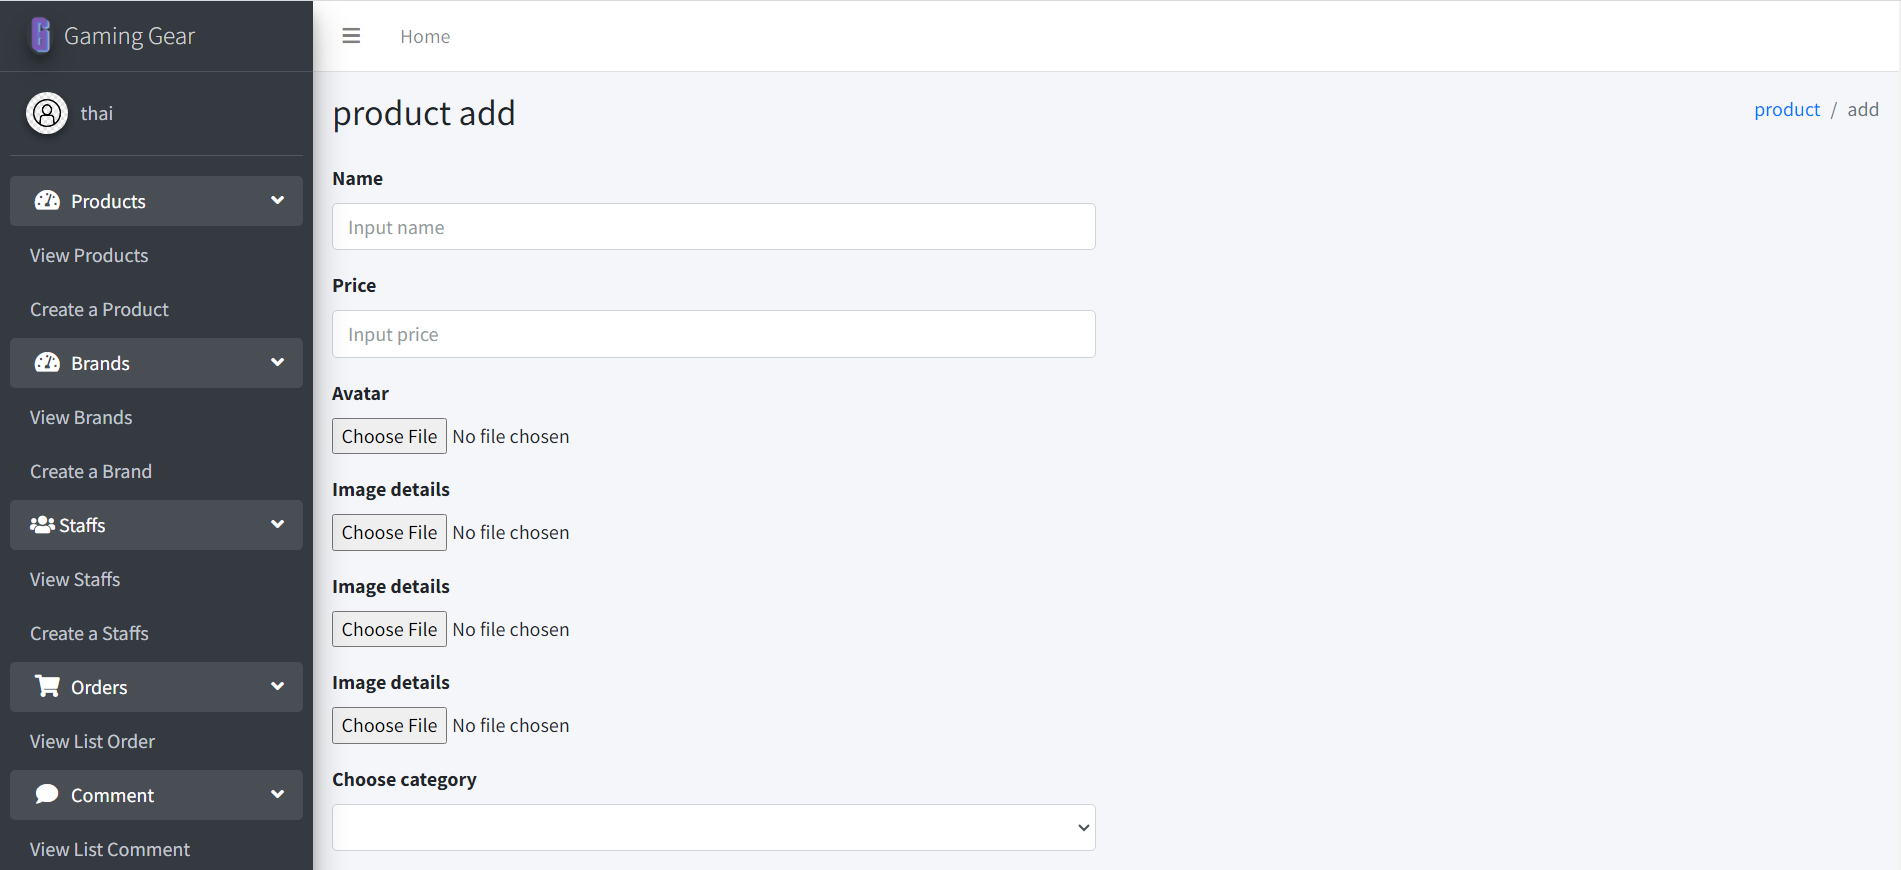 Gaming Gear
Home
thai
product add
product / add
Products
View Products
Create a Product
Brands
View Brands
Create a Brand
Staffs
View Staffs
Create a Staffs
Orders
View List Order
Comment
View List Comment
Name
Input name
Price
Input price
Avatar
Choose File No file chosen
Image details
Choose File No file chosen
Image details
Choose File No file chosen
Image details
Choose File No file chosen
Choose category